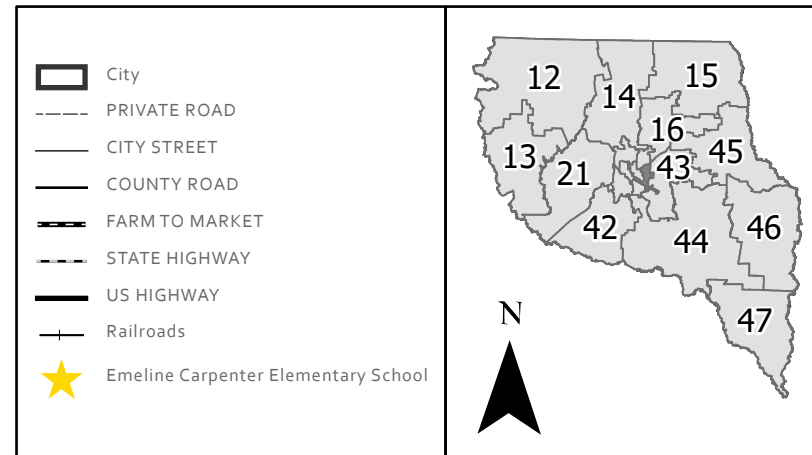 City
PRIVATE ROAD
CITY STREET
COUNTY ROAD
FARM TO MARKET
STATE HIGHWAY
US HIGHWAY
Railroads
Emeline Carpenter Elementary School
12
14
15
16
13
21
43
45
42
44
46
47
N